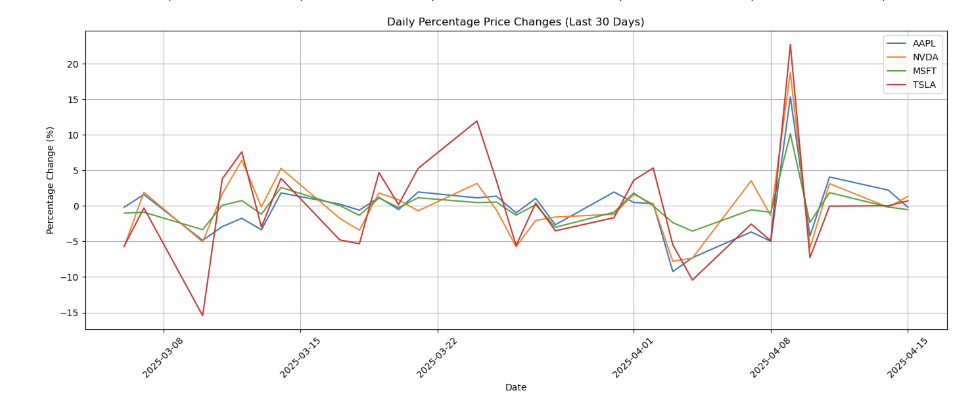 Daily Percentage Price Changes (Last 30 Days)
AAPL
NVDA
MSFT
TSLA
Percentage Change (%)
20
15
10
5
0
−5
−10
−15
2025-03-08
2025-03-15
2025-03-22
2025-04-01
2025-04-08
2025-04-15
Date